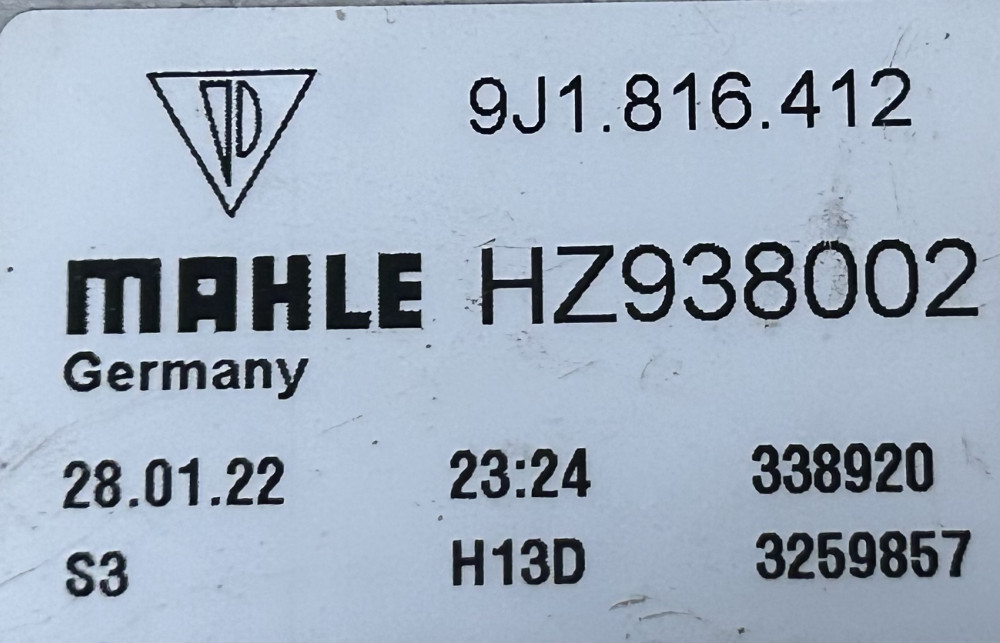 9J1.816.412
MAHLE HZ938002
Germany
28.01.22 23:24 338920
S3 H13D 3259857